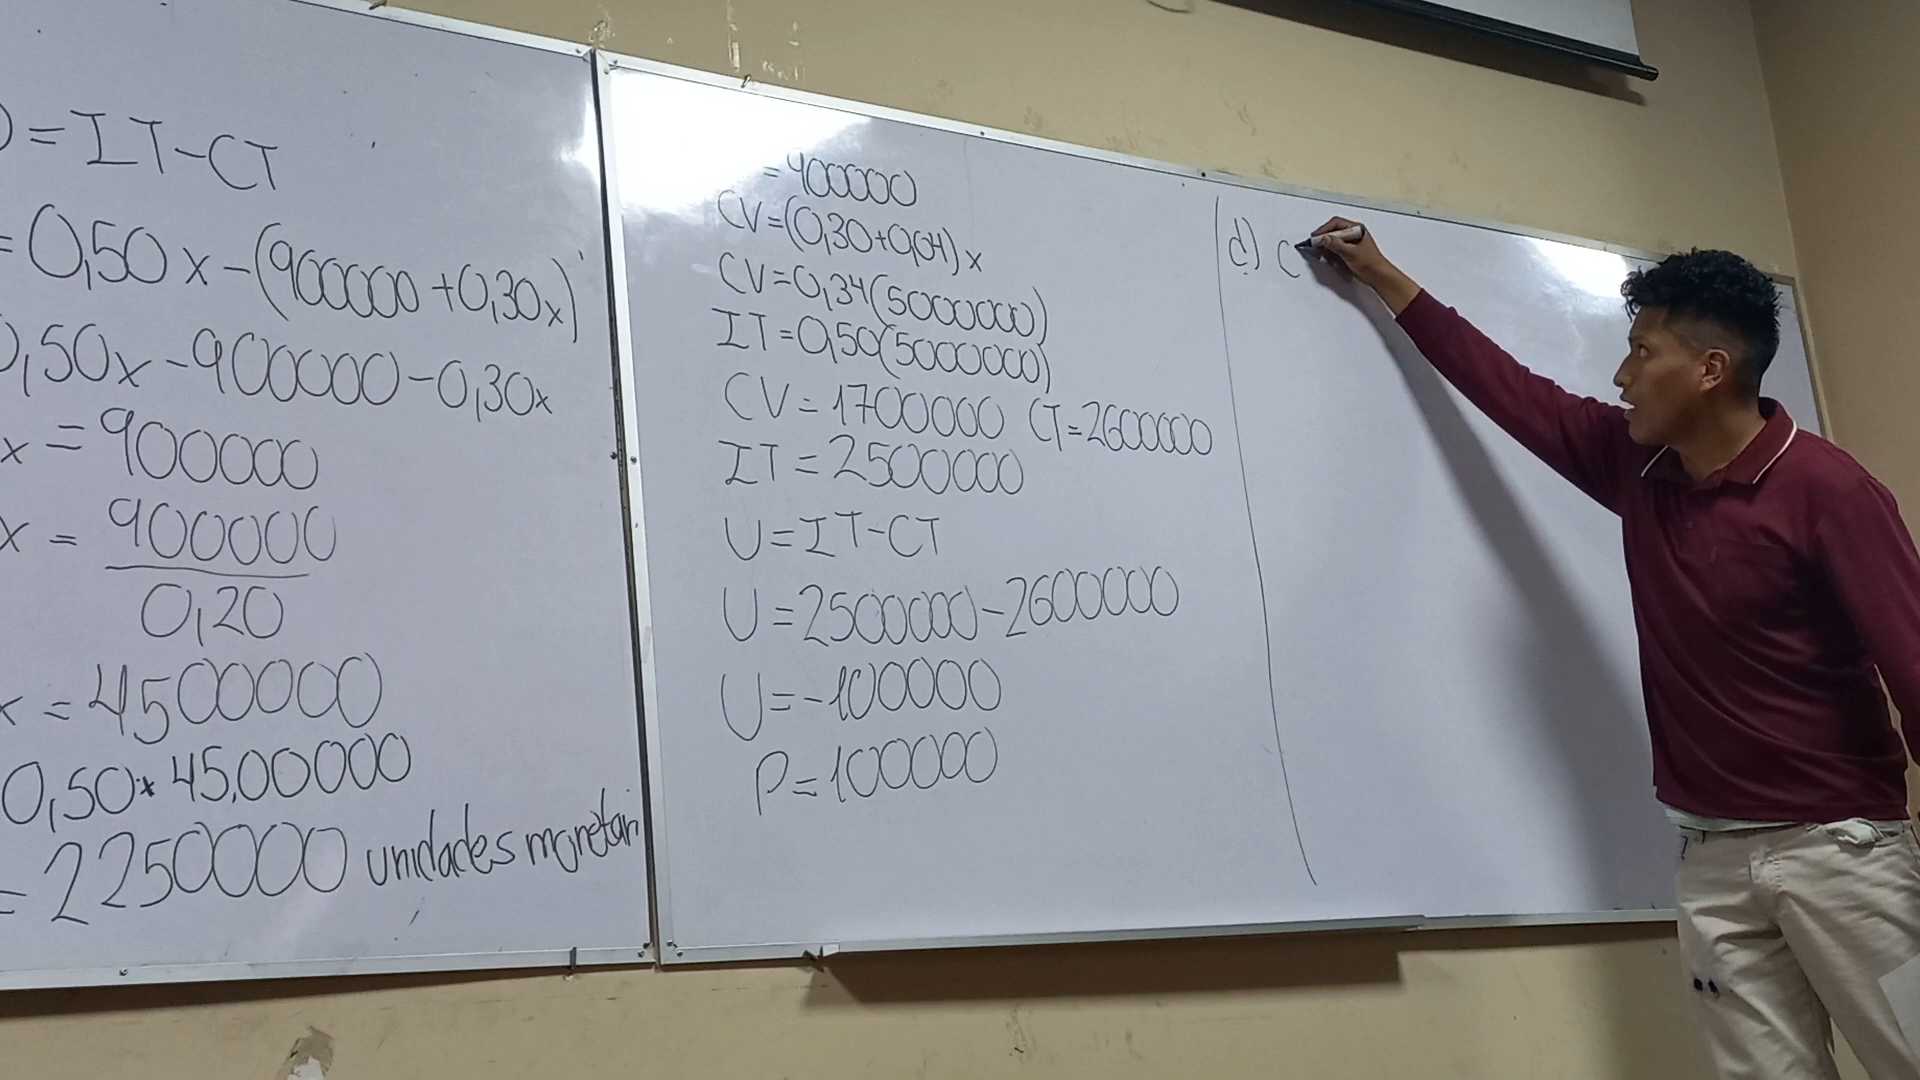 = IT-CT
= 0,50x-(900000+0,30x)
0,50x-900000-0,30x
x = 900000
x = 900000
0,20
x = 4500000
0,50*4500000
= 2250000 unidades monetari
= 900000
CV=(0,30+0,04)x
CV=0,34(5000000)
IT=0,50(5000000)
CV=1700000 CT=2600000
IT=2500000
U=IT-CT
U=2500000-2600000
U=-100000
P=100000
d) C